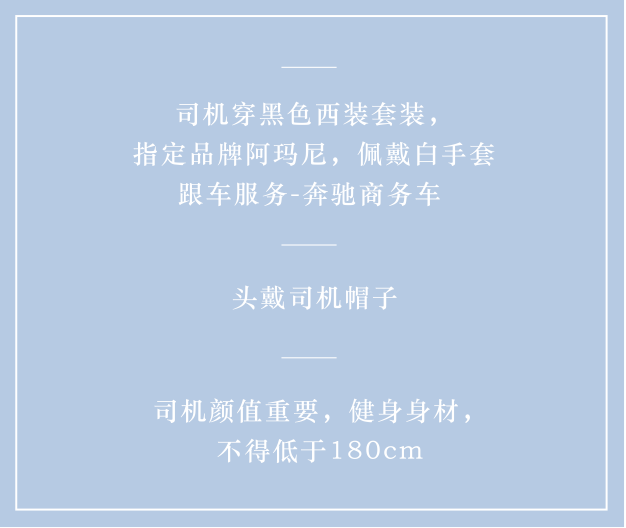 司机穿黑色西装套装，
指定品牌阿玛尼，佩戴白手套
跟车服务-奔驰商务车
头戴司机帽子
司机颜值重要，健身身材，
不得低于180cm